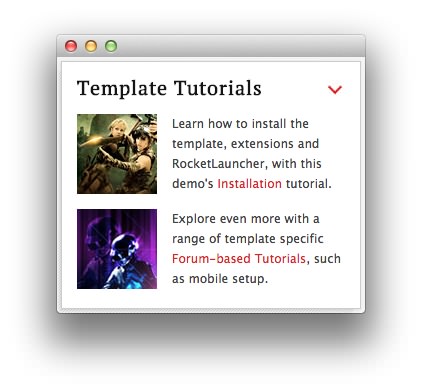 Template Tutorials
Learn how to install the
template, extensions and
RocketLauncher, with this
demo's Installation tutorial.
Explore even more with a
range of template specific
Forum-based Tutorials, such
as mobile setup.